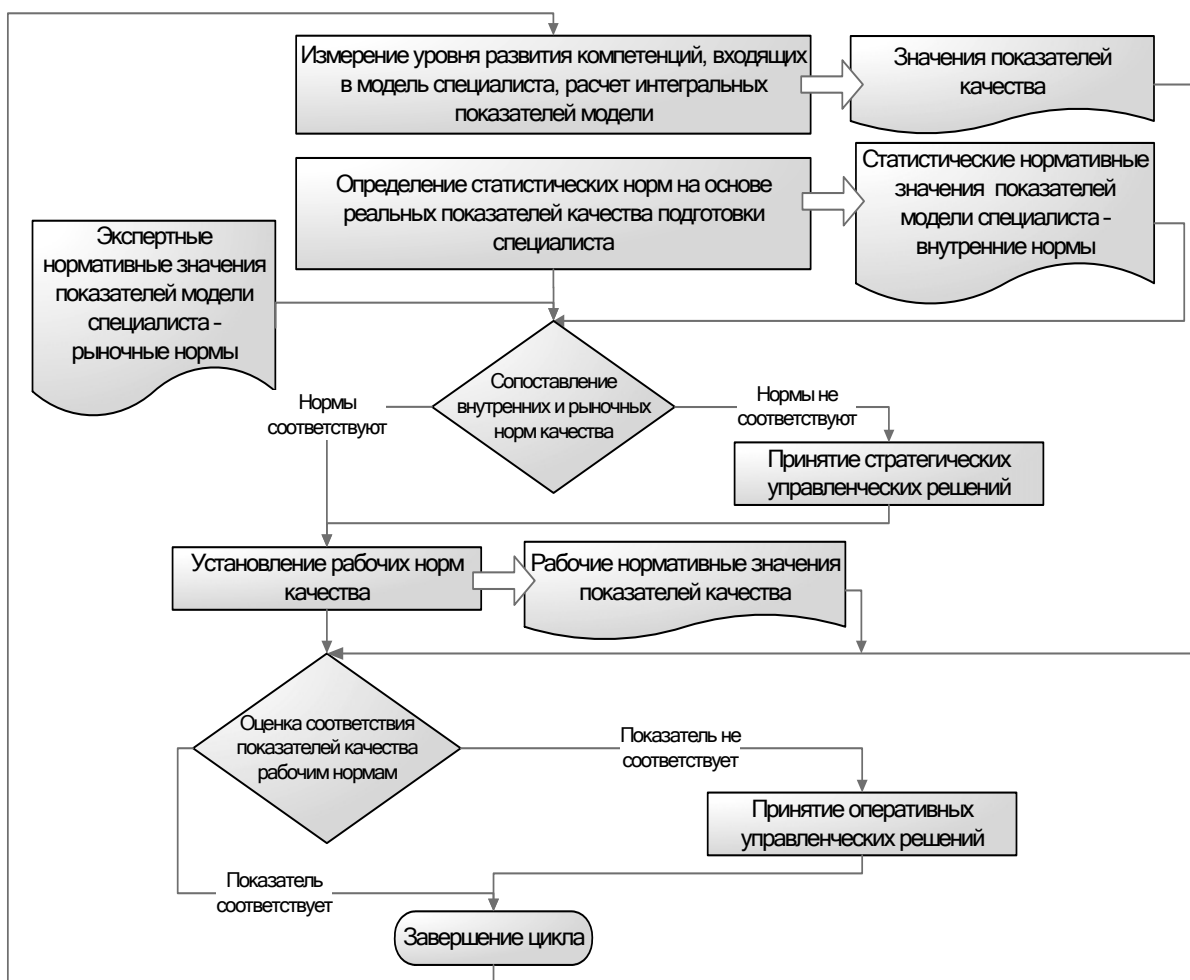 Измерение уровня развития компетенций, входящих
в модель специалиста, расчет интегральных
показателей модели
Значения показателей
качества
Определение статистических норм на основе
реальных показателей качества подготовки
специалиста
Статистические нормативные
значения показателей
модели специалиста -
внутренние нормы
Экспертные
нормативные значения
показателей модели
специалиста -
рыночные нормы
Сопоставление
внутренних и рыночных
норм качества
Нормы
соответствуют
Нормы не
соответствуют
Принятие стратегических
управленческих решений
Установление рабочих норм
качества
Рабочие нормативные значения
показателей качества
Оценка соответствия
показателей качества
рабочим нормам
Показатель не
соответствует
Принятие оперативных
управленческих решений
Показатель
соответствует
Завершение цикла